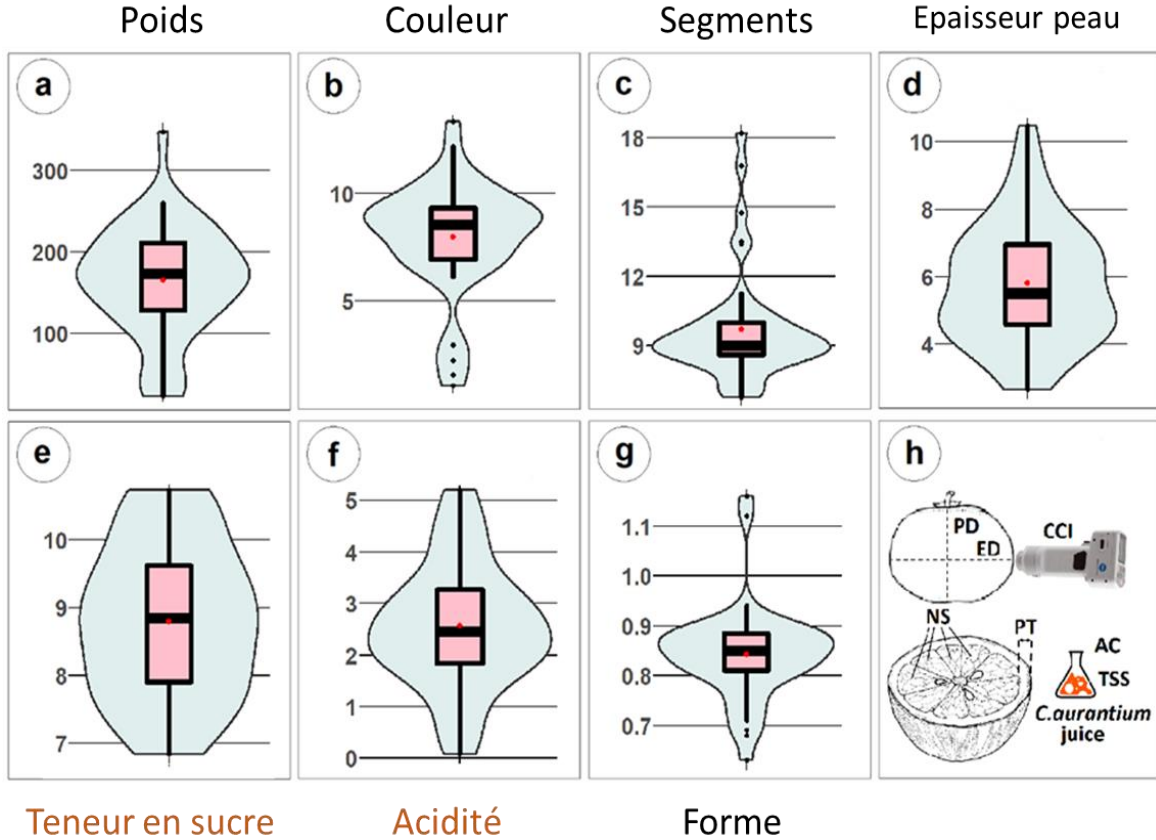 Poids Couleur Segments Epaisseur peau
a b c d
300
200
100
10
5
18
15
12
9
10
8
6
4
e f g h
10
9
8
7
5
4
3
2
1
0
1.1
1.0
0.9
0.8
0.7
PD
ED
CCI
NS
PT
AC
TSS
C.aurantium
juice
Teneur en sucre Acidité Forme